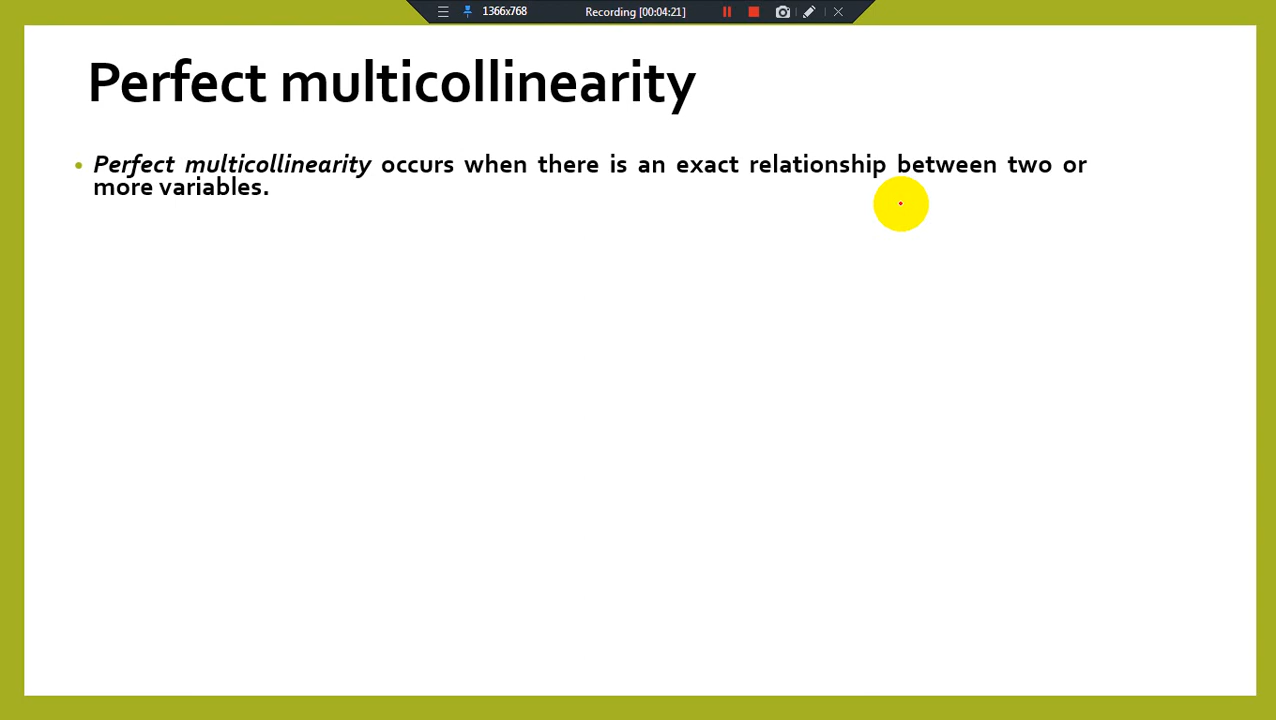 1366x768
Recording [00:04:21]
Perfect multicollinearity
• Perfect multicollinearity occurs when there is an exact relationship between two or
more variables.